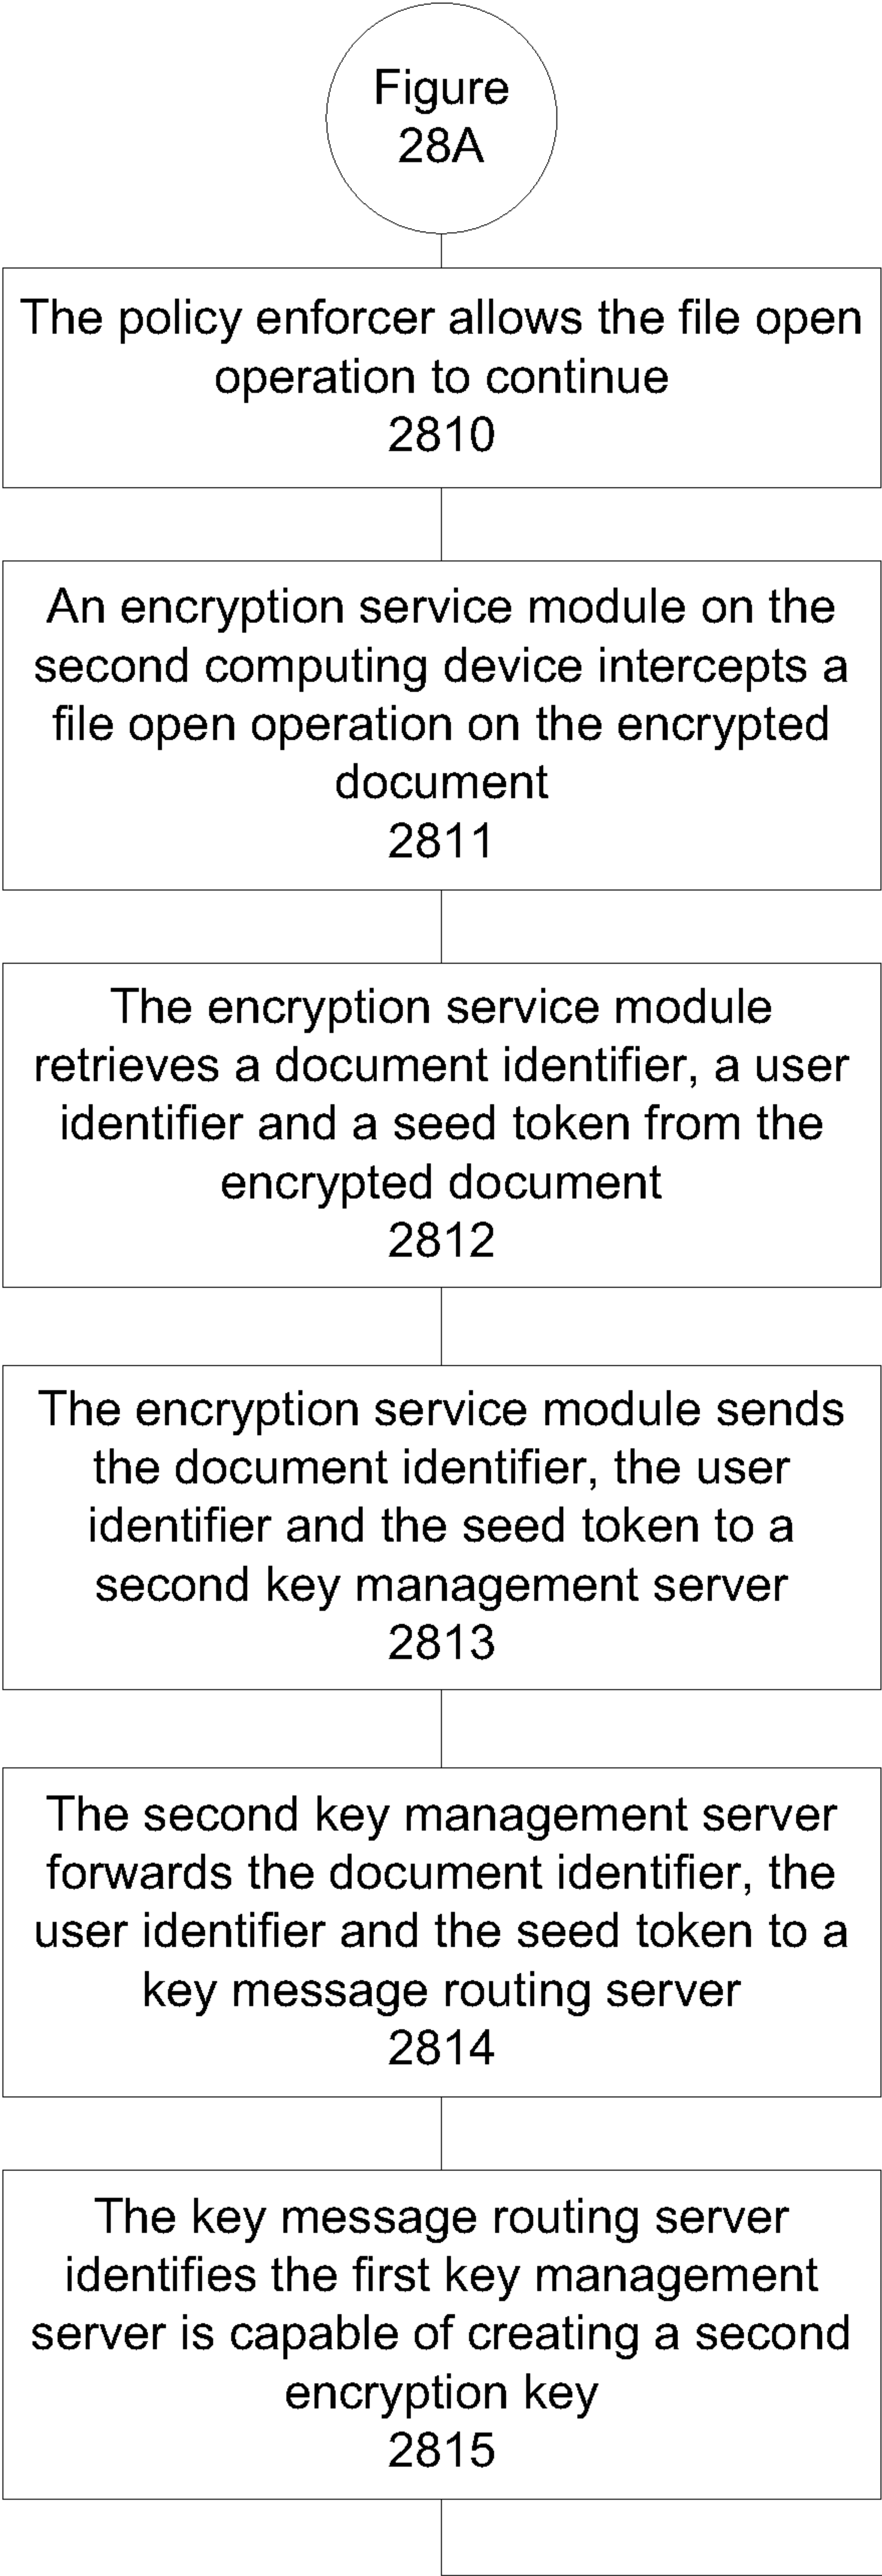 Figure
28A
The policy enforcer allows the file open
operation to continue
2810
An encryption service module on the
second computing device intercepts a
file open operation on the encrypted
document
2811
The encryption service module
retrieves a document identifier, a user
identifier and a seed token from the
encrypted document
2812
The encryption service module sends
the document identifier, the user
identifier and the seed token to a
second key management server
2813
The second key management server
forwards the document identifier, the
user identifier and the seed token to a
key message routing server
2814
The key message routing server
identifies the first key management
server is capable of creating a second
encryption key
2815